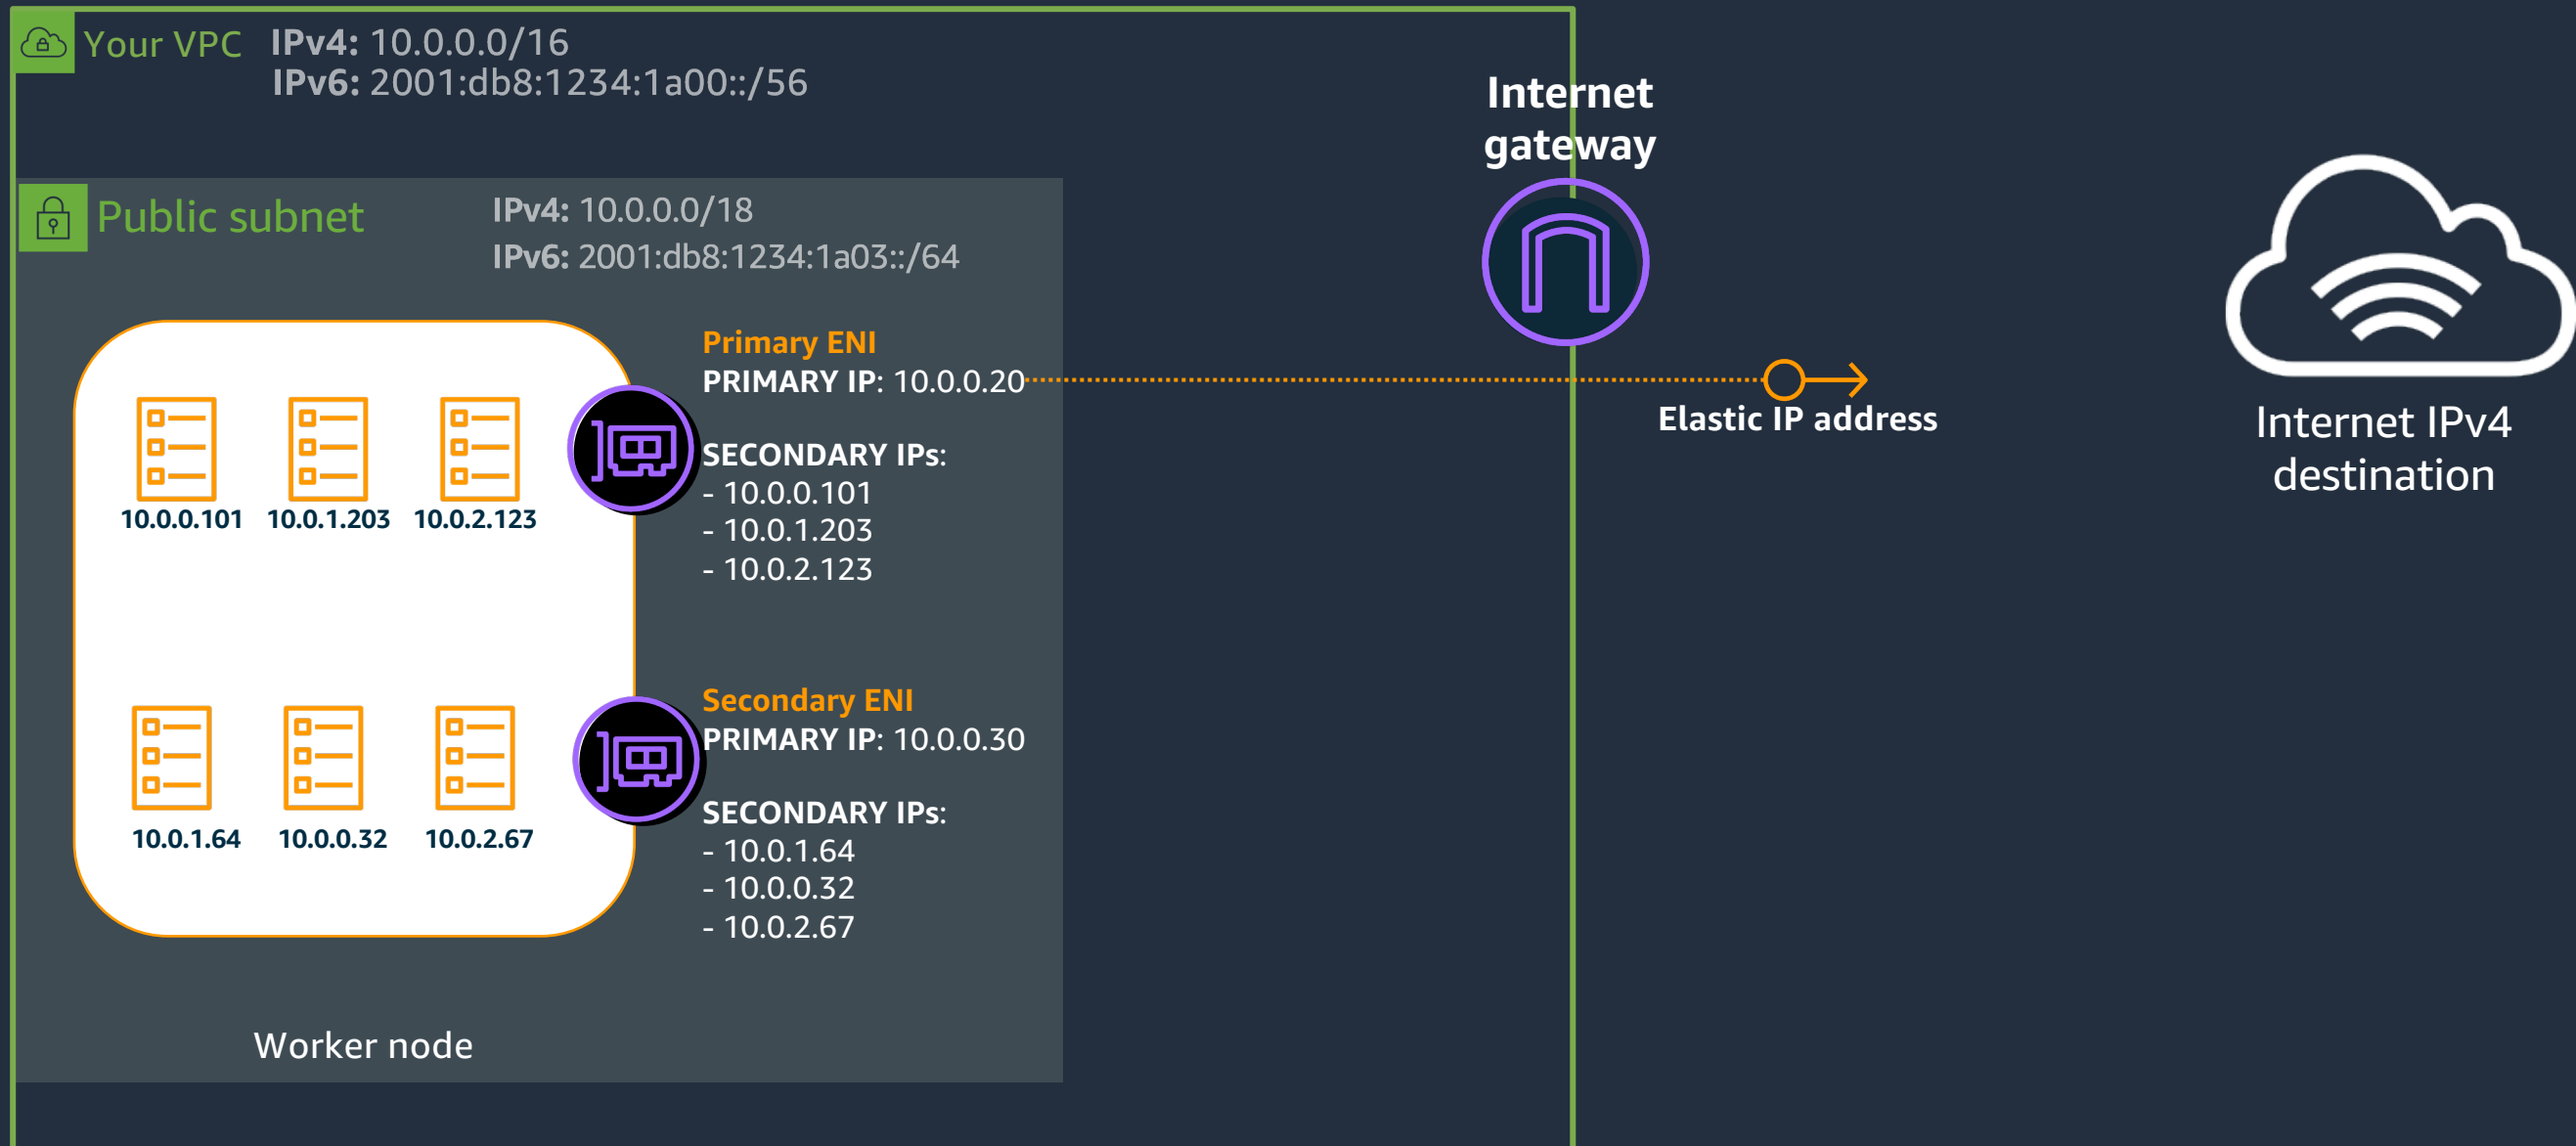 Your VPC
IPv4: 10.0.0.0/16
IPv6: 2001:db8:1234:1a00::/56
Internet
gateway
Public subnet
IPv4: 10.0.0.0/18
IPv6: 2001:db8:1234:1a03::/64
Primary ENI
PRIMARY IP: 10.0.0.20
SECONDARY IPs:
- 10.0.0.101
- 10.0.1.203
- 10.0.2.123
10.0.0.101 10.0.1.203 10.0.2.123
Elastic IP address
Internet IPv4
destination
Secondary ENI
PRIMARY IP: 10.0.0.30
SECONDARY IPs:
- 10.0.1.64
- 10.0.0.32
- 10.0.2.67
10.0.1.64 10.0.0.32 10.0.2.67
Worker node